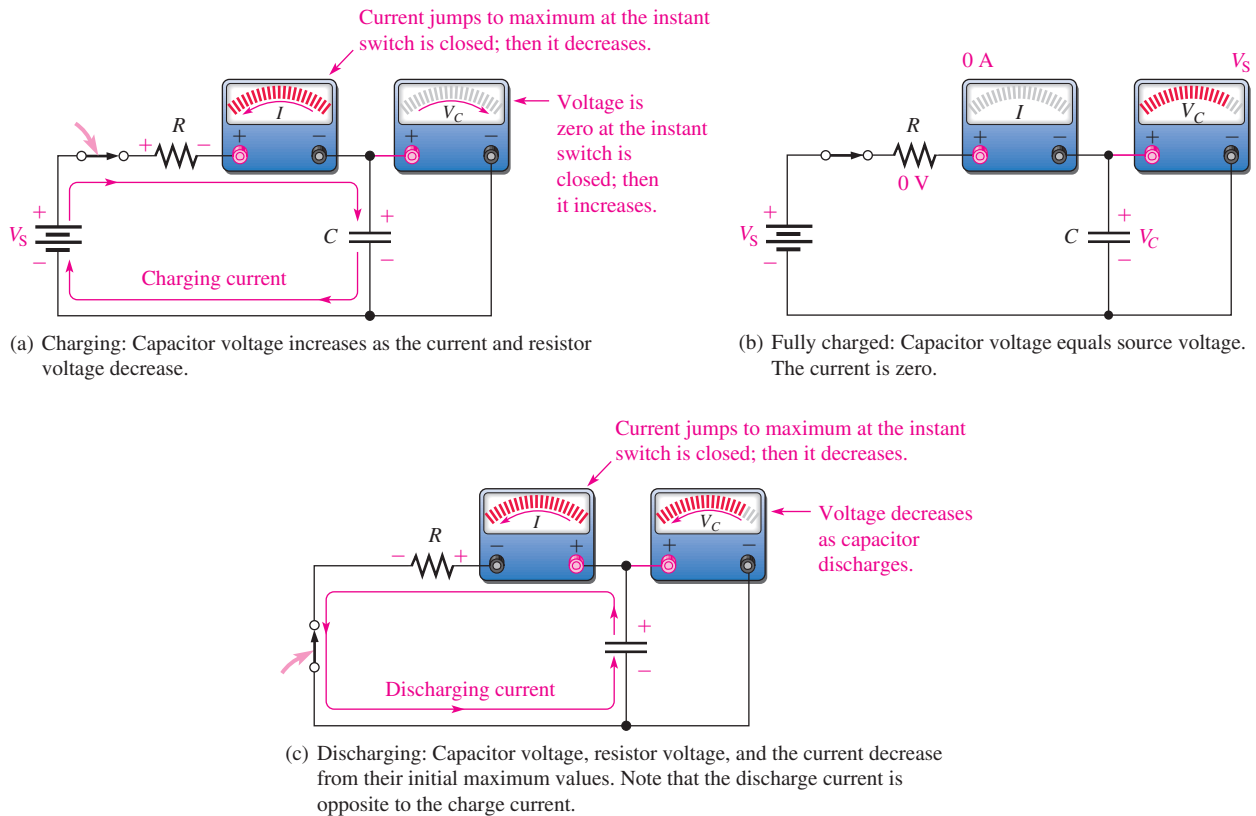 Current jumps to maximum at the instant
switch is closed; then it decreases.
I
V_C
+ − + −
Voltage is
zero at the instant
switch is
closed; then
it increases.
+ R −
V_S
+
−
C
+
−
Charging current
(a) Charging: Capacitor voltage increases as the current and resistor
voltage decrease.
0 A
V_S
I
V_C
+ − + −
R
0 V
V_S
+
−
C
+
V_C
−
(b) Fully charged: Capacitor voltage equals source voltage.
The current is zero.
Current jumps to maximum at the instant
switch is closed; then it decreases.
I
V_C
− + + −
Voltage decreases
as capacitor
discharges.
− R +
+
−
Discharging current
(c) Discharging: Capacitor voltage, resistor voltage, and the current decrease
from their initial maximum values. Note that the discharge current is
opposite to the charge current.